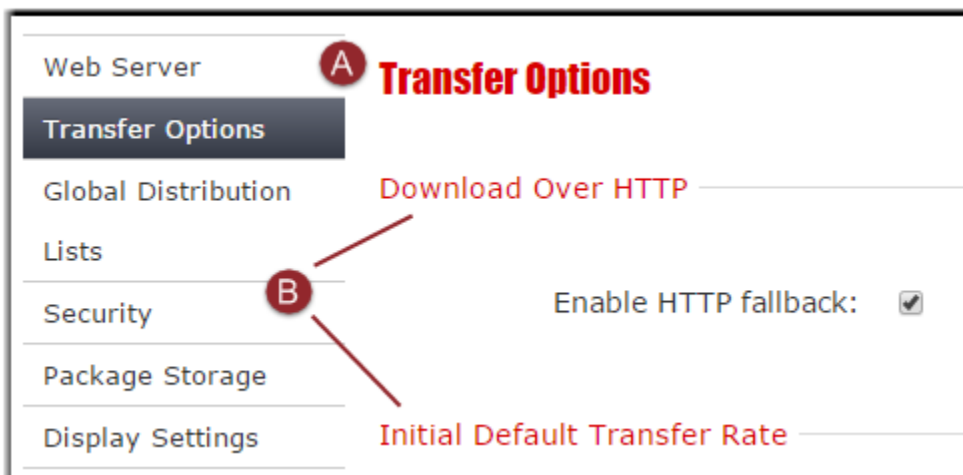 Web Server
Transfer Options
Global Distribution
Lists
Security
Package Storage
Display Settings
A
Transfer Options
Download Over HTTP
B
Enable HTTP fallback:
Initial Default Transfer Rate